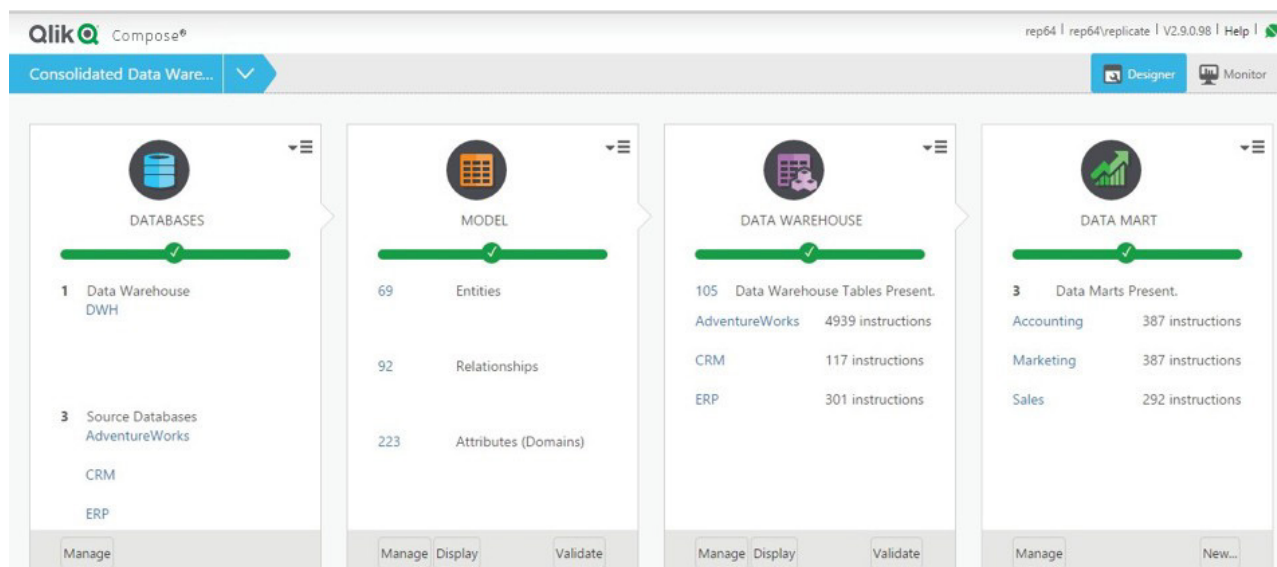 Qlik Q Compose®
rep64 | rep64\replicate | V2.9.0.98 | Help |
Consolidated Data Ware...
Designer
Monitor
DATABASES
1 Data Warehouse
DWH
3 Source Databases
AdventureWorks
CRM
ERP
Manage
MODEL
69 Entities
92 Relationships
223 Attributes (Domains)
Manage Display Validate
DATA WAREHOUSE
105 Data Warehouse Tables Present.
AdventureWorks 4939 instructions
CRM 117 instructions
ERP 301 instructions
Manage Display Validate
DATA MART
3 Data Marts Present.
Accounting 387 instructions
Marketing 387 instructions
Sales 292 instructions
Manage New...